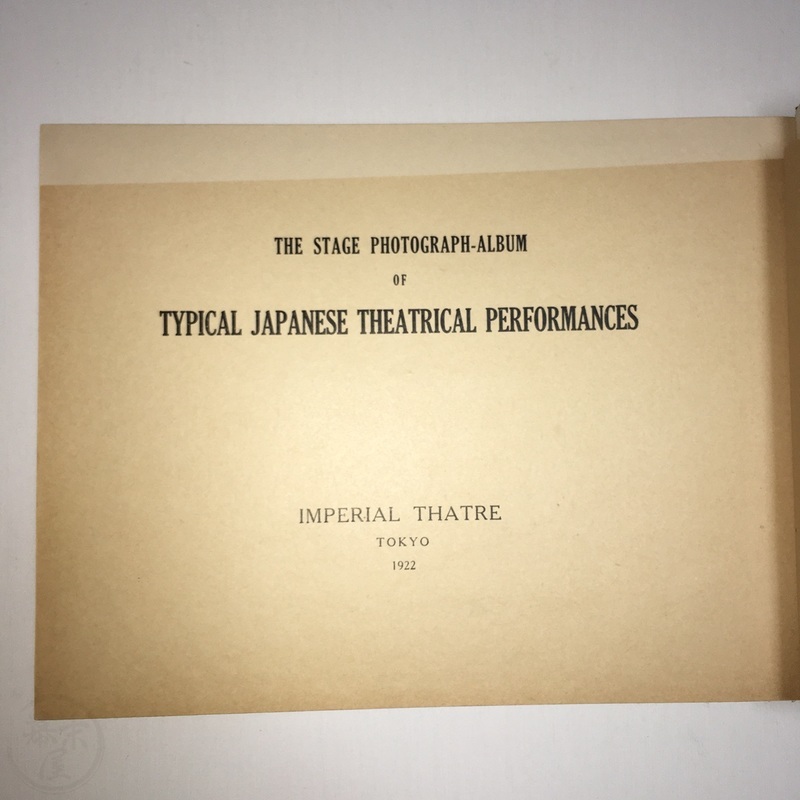 THE STAGE PHOTOGRAPH-ALBUM
OF
TYPICAL JAPANESE THEATRICAL PERFORMANCES
IMPERIAL THATRE
TOKYO
1922